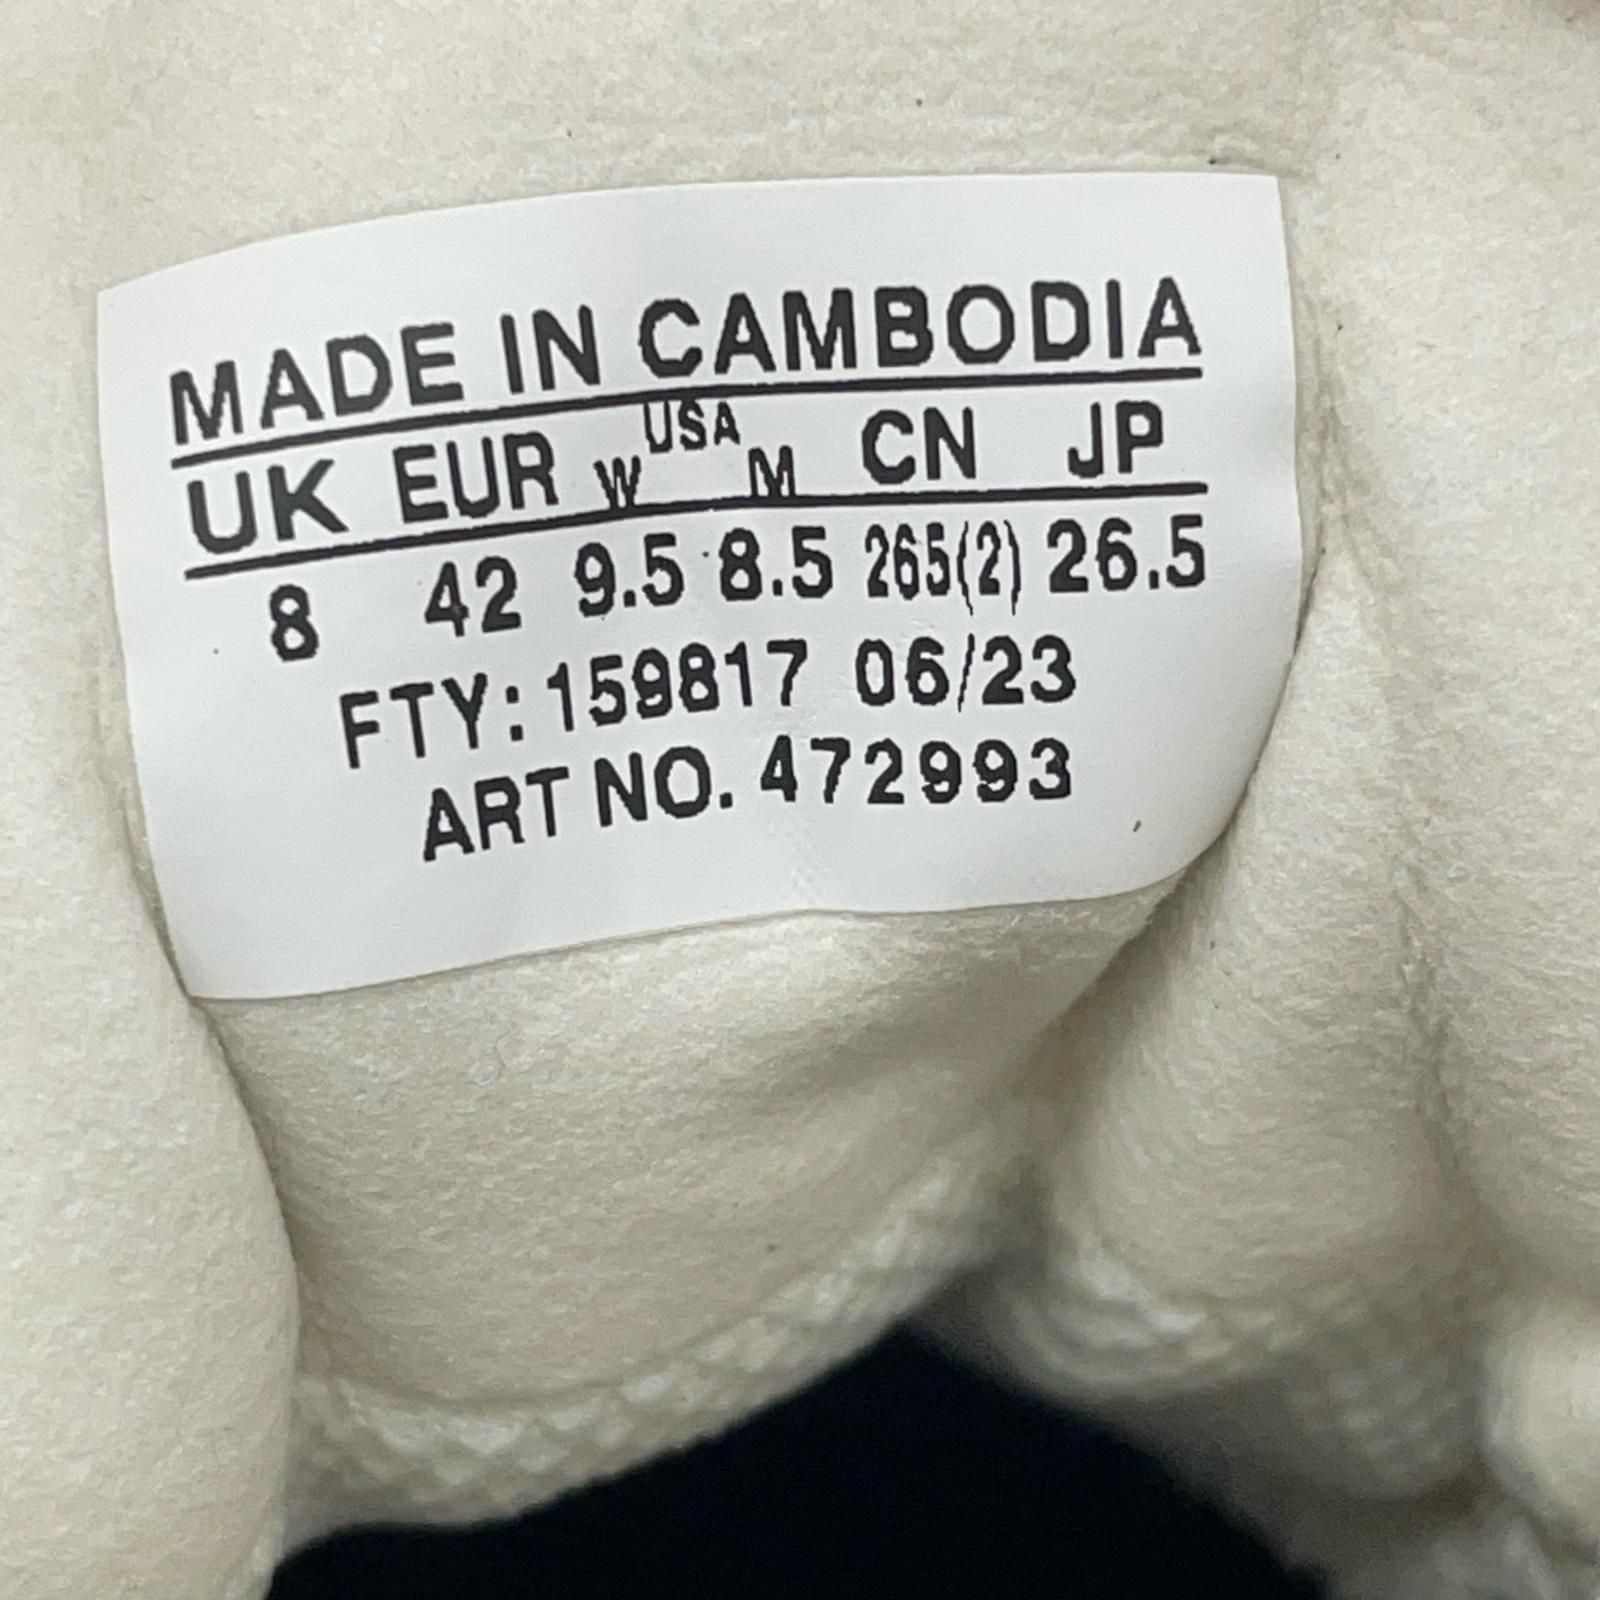 MADE IN CAMBODIA
UK EUR W USA M CN JP
8 42 9.5 8.5 265(2) 26.5
FTY: 159817 06/23
ART NO. 472993